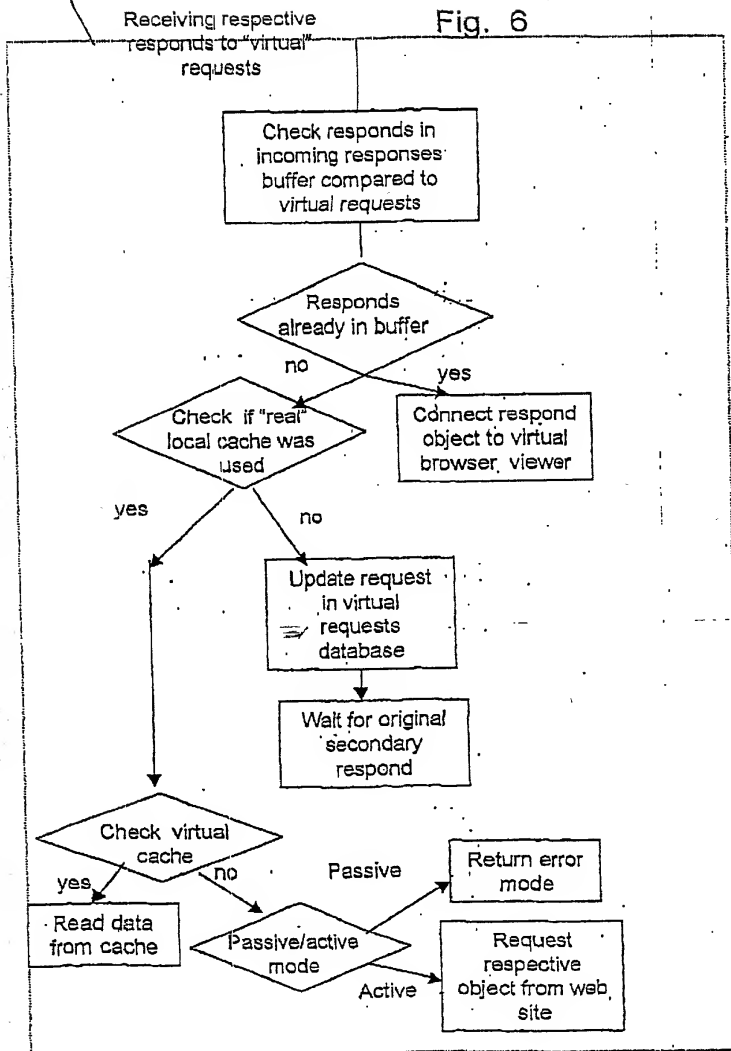 Fig. 6
Receiving respective
responds to "virtual"
requests
Check responds in
incoming responses
buffer compared to
virtual requests
Responds
already in buffer
no
yes
Check if "real"
local cache was
used
Connect respond
object to virtual
browser, viewer
yes
no
Update request
in virtual
requests
database
Wait for original
secondary
respond
Check virtual
cache
yes
no
Passive
Return error
mode
Read data
from cache
Passive/active
mode
Active
Request
respective
object from web
site